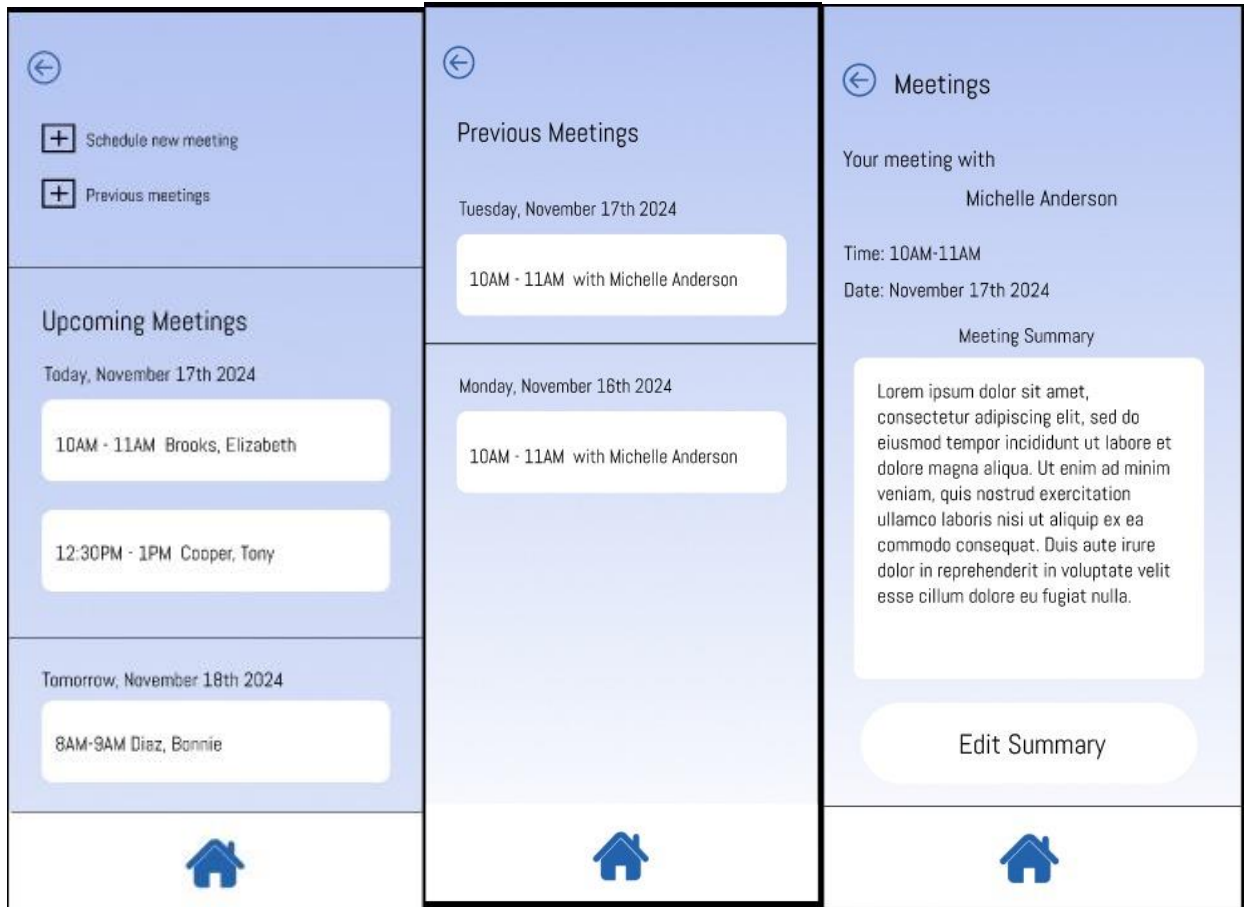 Schedule new meeting
Previous meetings
Upcoming Meetings
Today, November 17th 2024
10AM - 11AM Brooks, Elizabeth
12:30PM - 1PM Cooper, Tony
Tomorrow, November 18th 2024
8AM-9AM Diaz, Bonnie
Previous Meetings
Tuesday, November 17th 2024
10AM - 11AM with Michelle Anderson
Monday, November 16th 2024
10AM - 11AM with Michelle Anderson
Meetings
Your meeting with
Michelle Anderson
Time: 10AM-11AM
Date: November 17th 2024
Meeting Summary
Lorem ipsum dolor sit amet,
consectetur adipiscing elit, sed do
eiusmod tempor incididunt ut labore et
dolore magna aliqua. Ut enim ad minim
veniam, quis nostrud exercitation
ullamco laboris nisi ut aliquip ex ea
commodo consequat. Duis aute irure
dolor in reprehenderit in voluptate velit
esse cillum dolore eu fugiat nulla.
Edit Summary